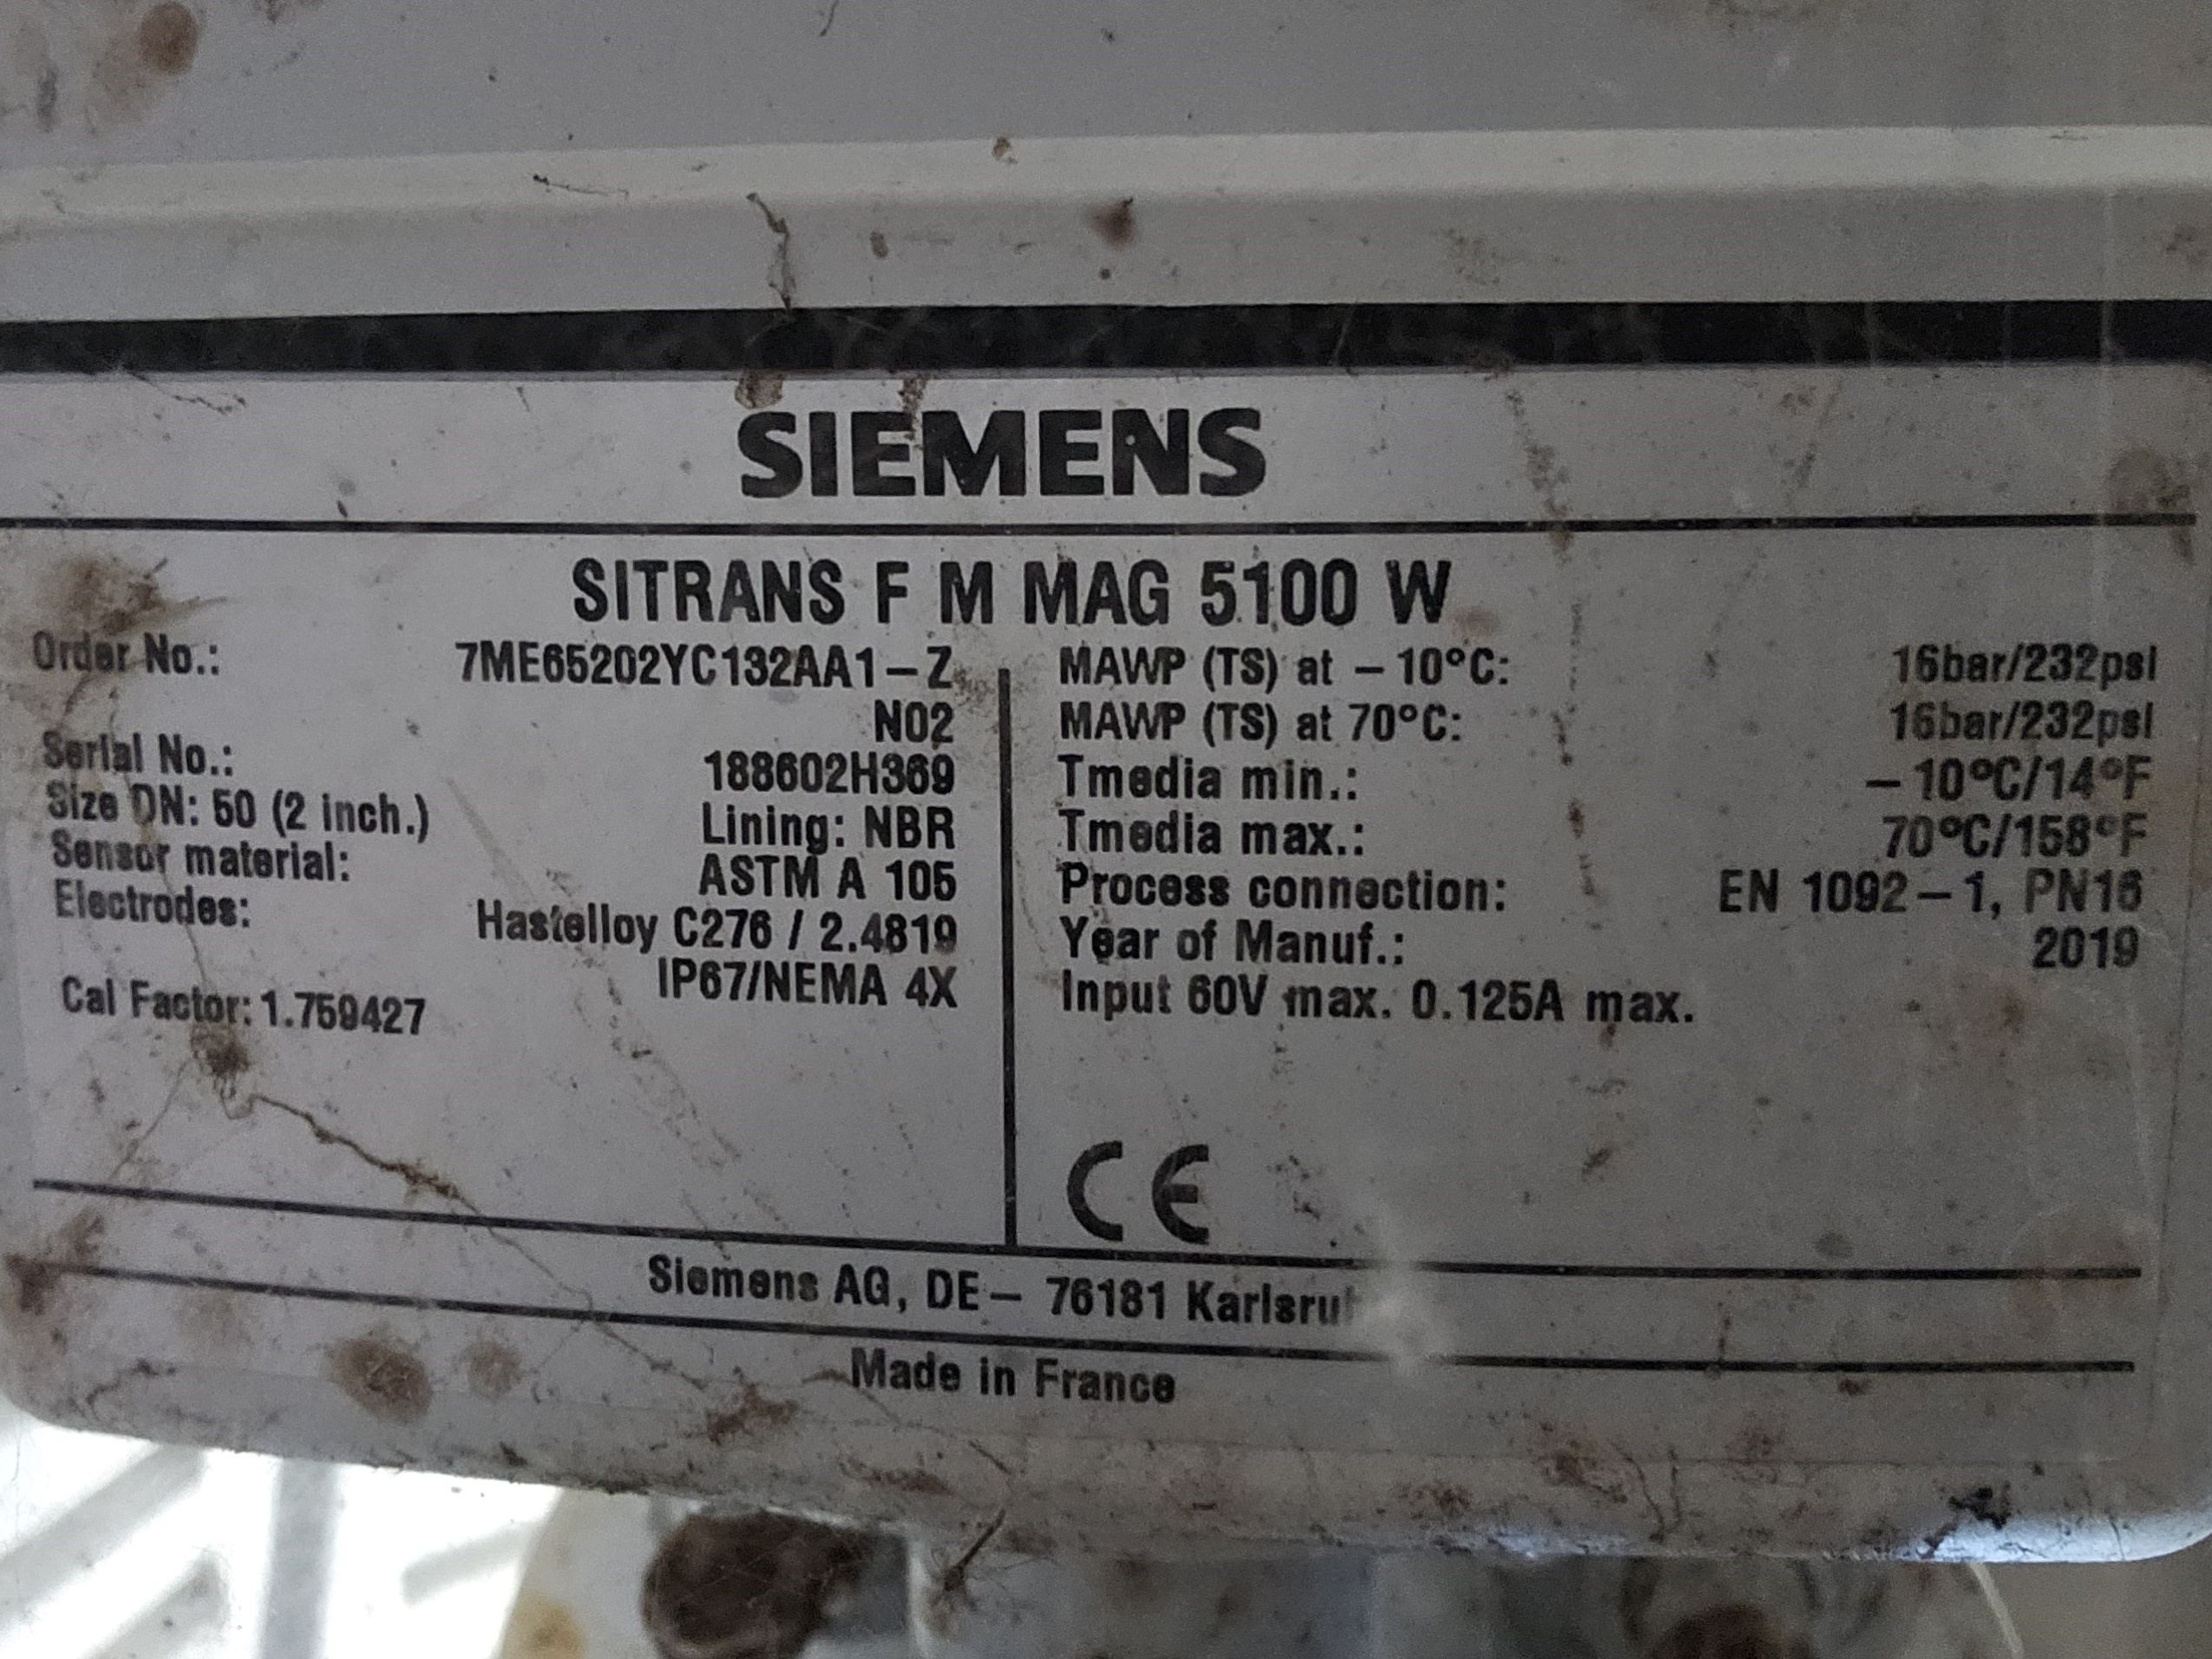 SIEMENS
SITRANS F M MAG 5100 W
Order No.: 7ME65202YC132AA1-Z
N02
Serial No.: 188602H369
Size DN: 50 (2 inch.) Lining: NBR
Sensor material: ASTM A 105
Electrodes: Hastelloy C276 / 2.4819
IP67/NEMA 4X
Cal Factor: 1.759427
MAWP (TS) at -10°C: 16bar/232psi
MAWP (TS) at 70°C: 16bar/232psi
Tmedia min.: -10°C/14°F
Tmedia max.: 70°C/158°F
Process connection: EN 1092-1, PN16
Year of Manuf.: 2019
Input 60V max. 0.125A max.
CE
Siemens AG, DE- 76181
Made in France